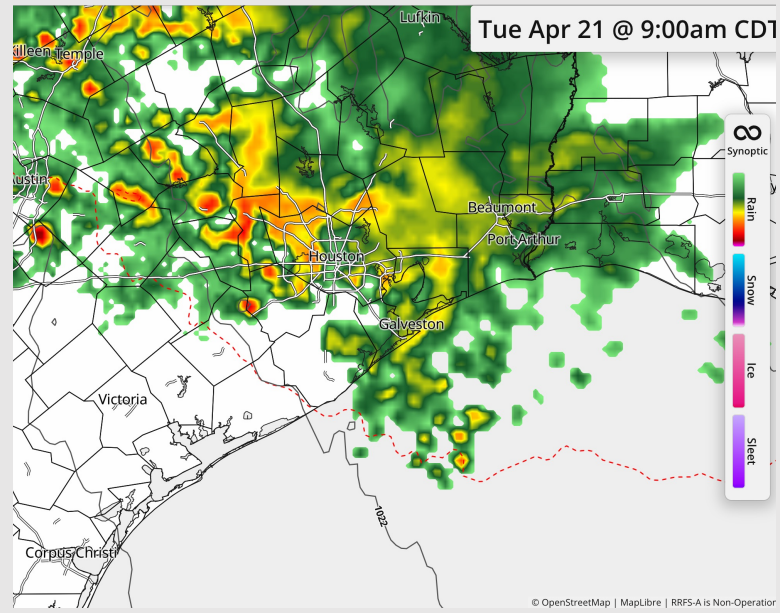 Lufkin
Tue Apr 21 @ 9:00am CDT
Killeen
Temple
Synoptic
Rain
Austin
Beaumont
Port Arthur
Houston
Snow
Galveston
Ice
Victoria
Sleet
1022
Corpus Christi
© OpenStreetMap | MapLibre | RRFS-A is Non-Operation